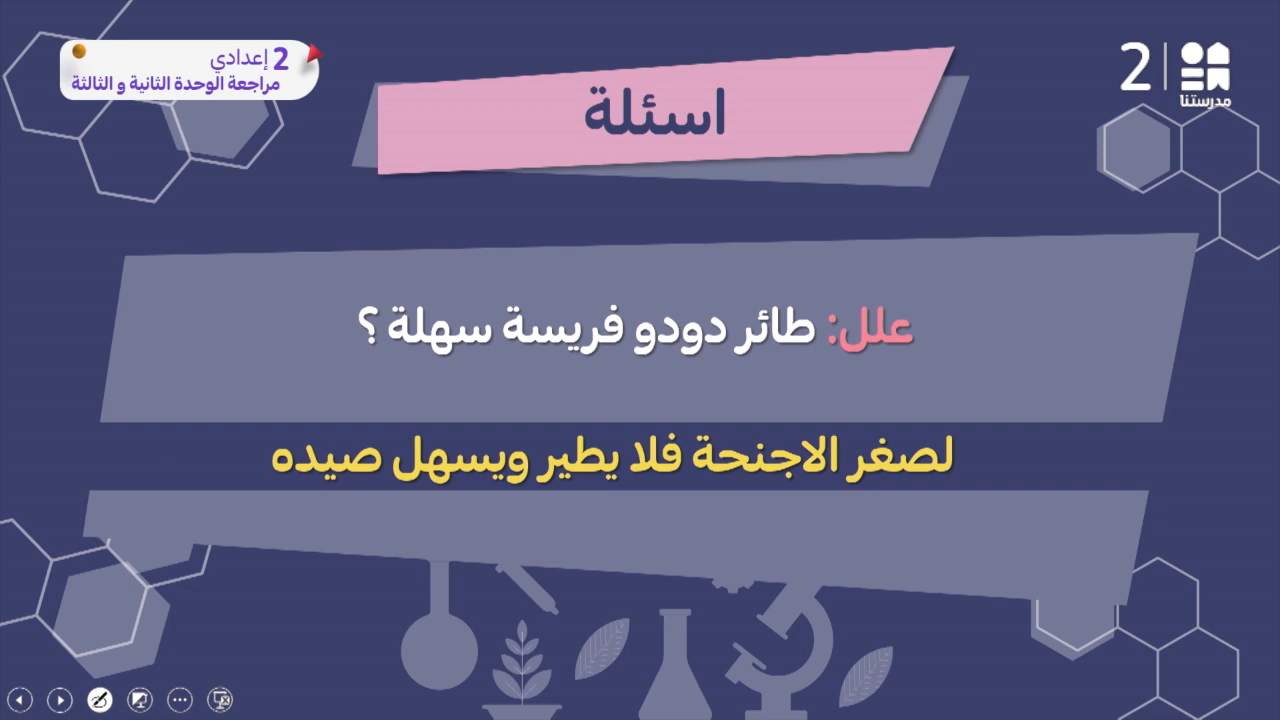 2 إعدادي
مراجعة الوحدة الثانية و الثالثة
2
مدرستنا
اسئلة
علل: طائر دودو فريسة سهلة ؟
لصغر الاجنحة فلا يطير ويسهل صيده